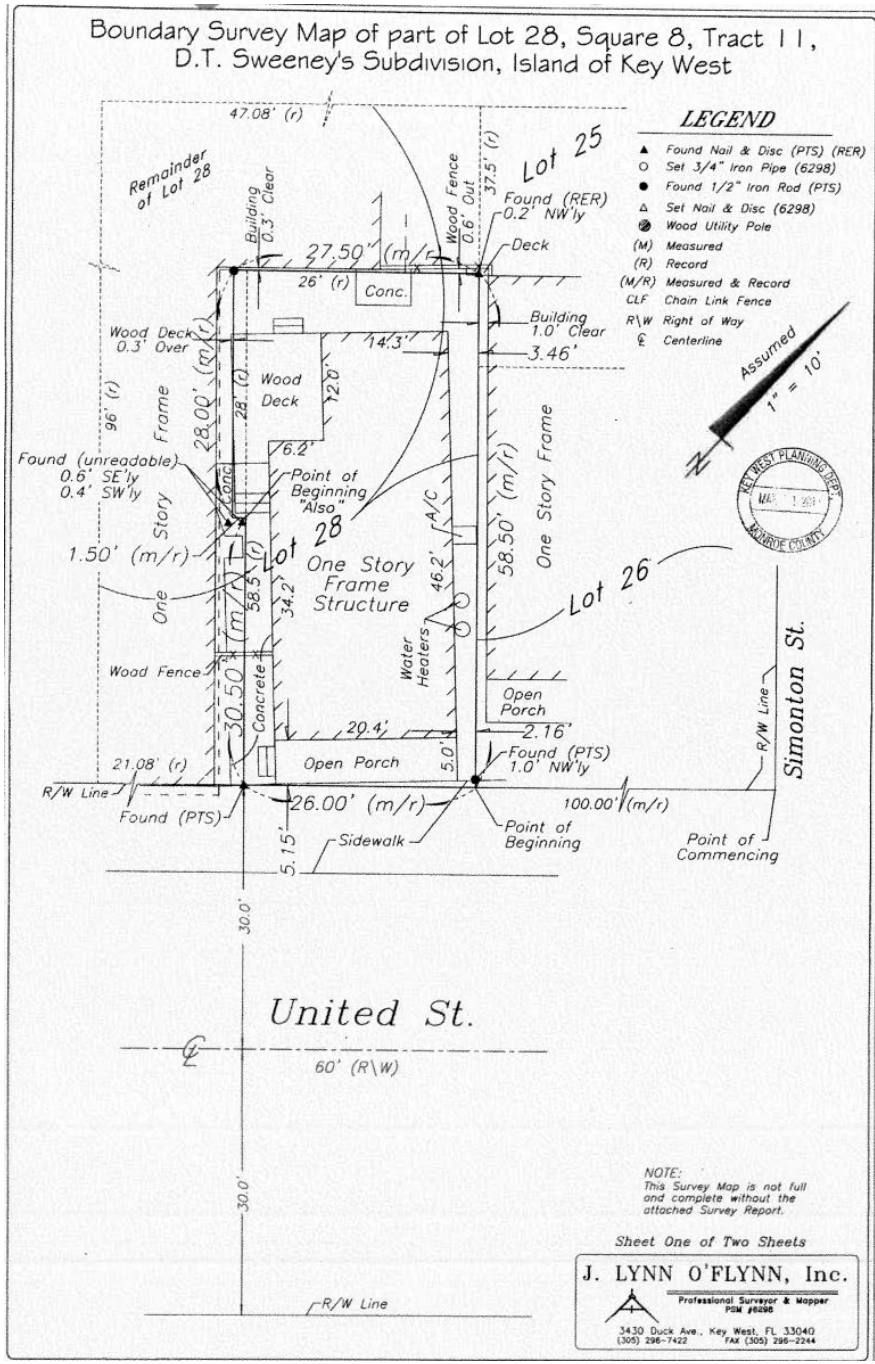 Boundary Survey Map of part of Lot 28, Square 8, Tract 11,
D.T. Sweeney's Subdivision, Island of Key West
47.08' (r)
Remainder
of Lot 28
Building
0.3' Clear
Wood Fence
0.6' Out
37.5' (r)
Lot 25
Found (RER)
0.2' NW'ly
Deck
27.50' (m/r)
26' (r)
Conc.
LEGEND
▲ Found Nail & Disc (PTS) (RER)
○ Set 3/4" Iron Pipe (6298)
● Found 1/2" Iron Rod (PTS)
△ Set Nail & Disc (6298)
Wood Utility Pole
(M) Measured
(R) Record
(M/R) Measured & Record
CLF Chain Link Fence
R\W Right of Way
℄ Centerline
Assumed
1" = 10'
N
KEY WEST PLANNING DEPT.
MONROE COUNTY
Wood Deck
0.3' Over
28.00' (m/r)
28' (r)
Wood
Deck
12.0'
14.3'
Building
1.0' Clear
3.46'
96' (r)
One Story Frame
6.2'
Found (unreadable)
0.6' SE'ly
0.4' SW'ly
Conc.
Point of
Beginning
"Also"
1.50' (m/r)
Lot 28
One Story
Frame
Structure
58.5' (r)
34.2'
46.2'
A/C
58.50' (m/r)
One Story Frame
Lot 26
Water
Heaters
Wood Fence
30.50' (m/r)
Concrete
Open
Porch
Simonton St.
R/W Line
20.4'
2.16'
5.0'
Open Porch
Found (PTS)
1.0' NW'ly
21.08' (r)
R/W Line
Found (PTS)
26.00' (m/r)
100.00' (m/r)
5.15'
Sidewalk
Point of
Beginning
Point of
Commencing
30.0'
United St.
℄
60' (R\W)
30.0'
R/W Line
NOTE:
This Survey Map is not full
and complete without the
attached Survey Report.
Sheet One of Two Sheets
J. LYNN O'FLYNN, Inc.
Professional Surveyor & Mapper
PSM #6298
3430 Duck Ave., Key West, FL 33040
(305) 296-7422 FAX (305) 296-2244